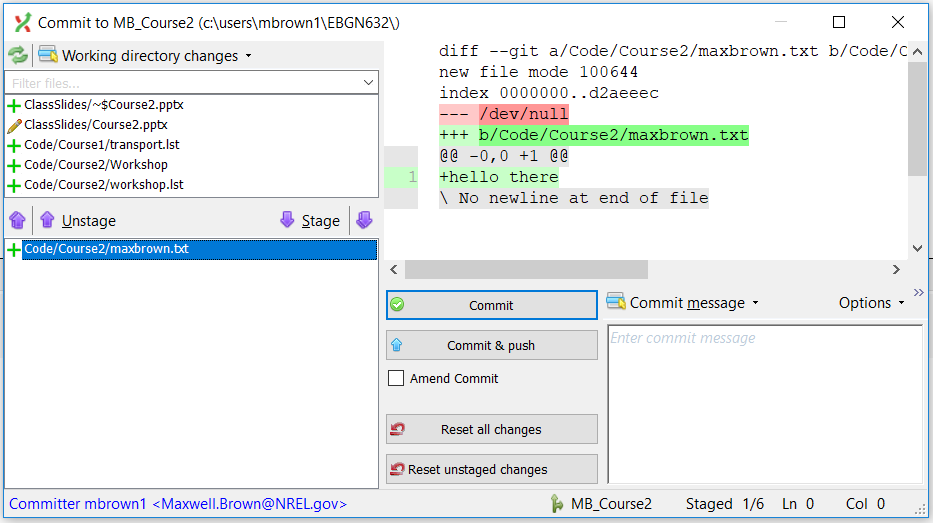 Commit to MB_Course2 (c:\users\mbrown1\EBGN632\)
Working directory changes
Filter files...
ClassSlides/~$Course2.pptx
ClassSlides/Course2.pptx
Code/Course1/transport.lst
Code/Course2/Workshop
Code/Course2/workshop.lst
Unstage
Stage
Code/Course2/maxbrown.txt
diff --git a/Code/Course2/maxbrown.txt b/Code/C
new file mode 100644
index 0000000..d2aeeec
--- /dev/null
+++ b/Code/Course2/maxbrown.txt
@@ -0,0 +1 @@
1 +hello there
\ No newline at end of file
Commit
Commit & push
Amend Commit
Reset all changes
Reset unstaged changes
Commit message
Options
Enter commit message
Committer mbrown1 <Maxwell.Brown@NREL.gov>
MB_Course2
Staged 1/6
Ln 0
Col 0